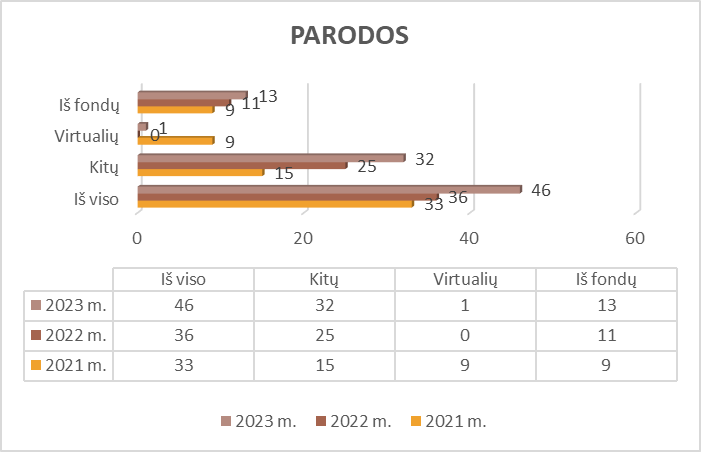 PARODOS
Iš fondų 13 11 9
Virtualių 1 0 9
Kitų 32 25 15
Iš viso 46 36 33
0 20 40 60
Iš viso Kitų Virtualių Iš fondų
2023 m. 46 32 1 13
2022 m. 36 25 0 11
2021 m. 33 15 9 9
2023 m. 2022 m. 2021 m.